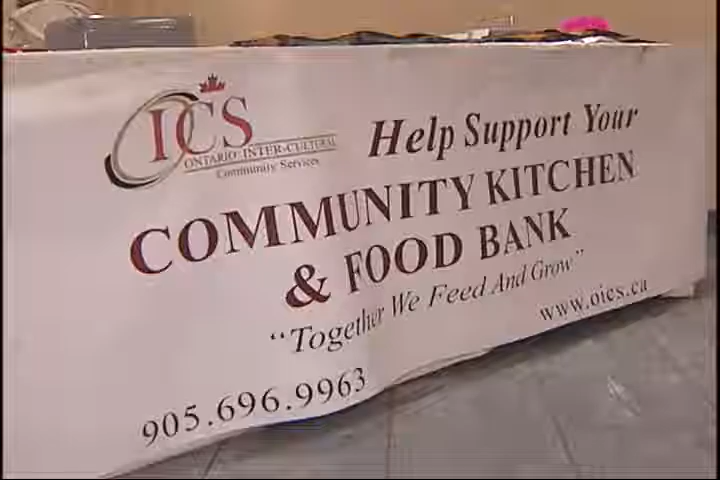 OICS
ONTARIO INTER-CULTURAL
Community Services
Help Support Your
COMMUNITY KITCHEN
& FOOD BANK
"Together We Feed And Grow"
www.oics.ca
905.696.9963